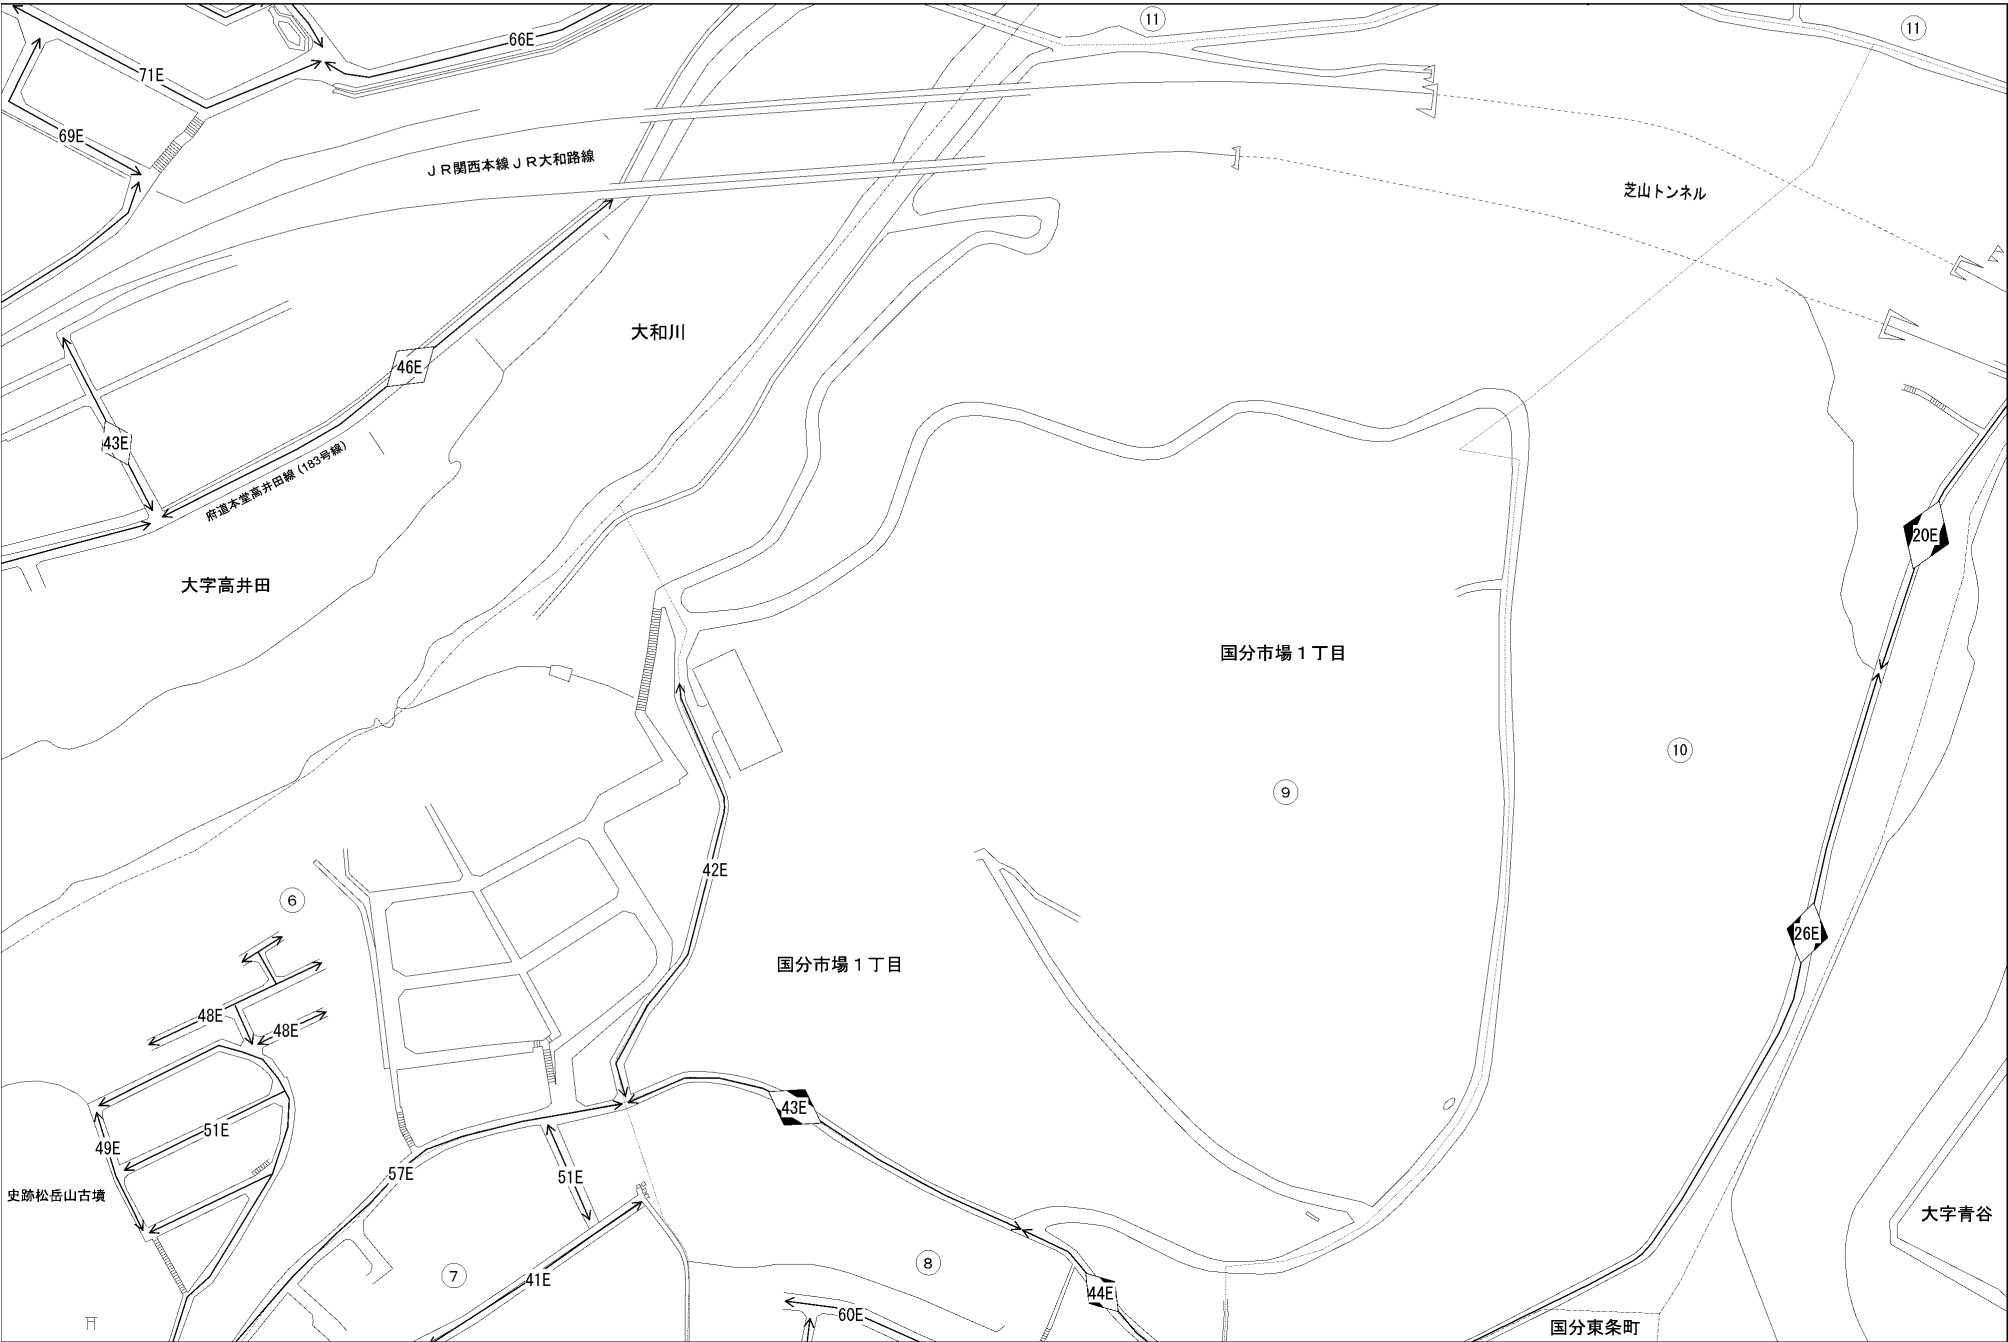 ⑪
⑪
66E
71E
69E
ＪＲ関西本線ＪＲ大和路線
芝山トンネル
大和川
46E
43E
府道本堂高井田線(183号線)
20E
大字高井田
国分市場１丁目
⑩
⑨
42E
⑥
26E
国分市場１丁目
48E
48E
43E
51E
49E
57E
51E
史跡松岳山古墳
大字青谷
⑧
⑦
41E
44E
60E
国分東条町